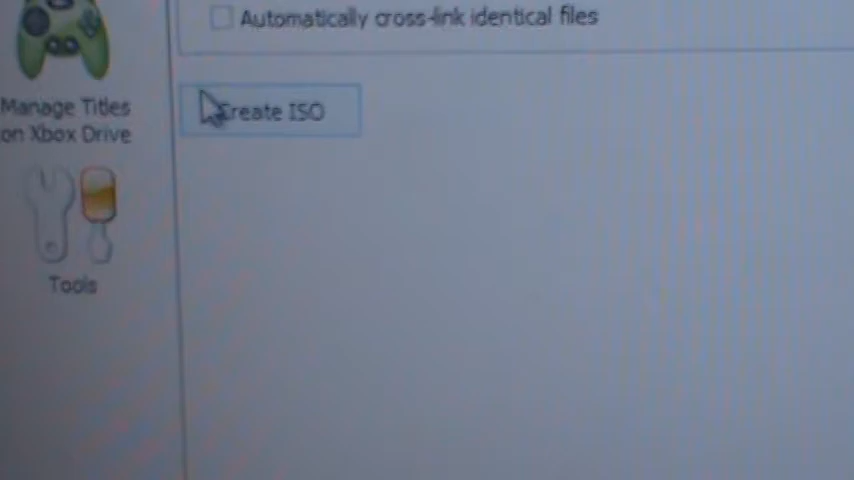 Automatically cross-link identical files
Create ISO
Manage Titles
on Xbox Drive
Tools